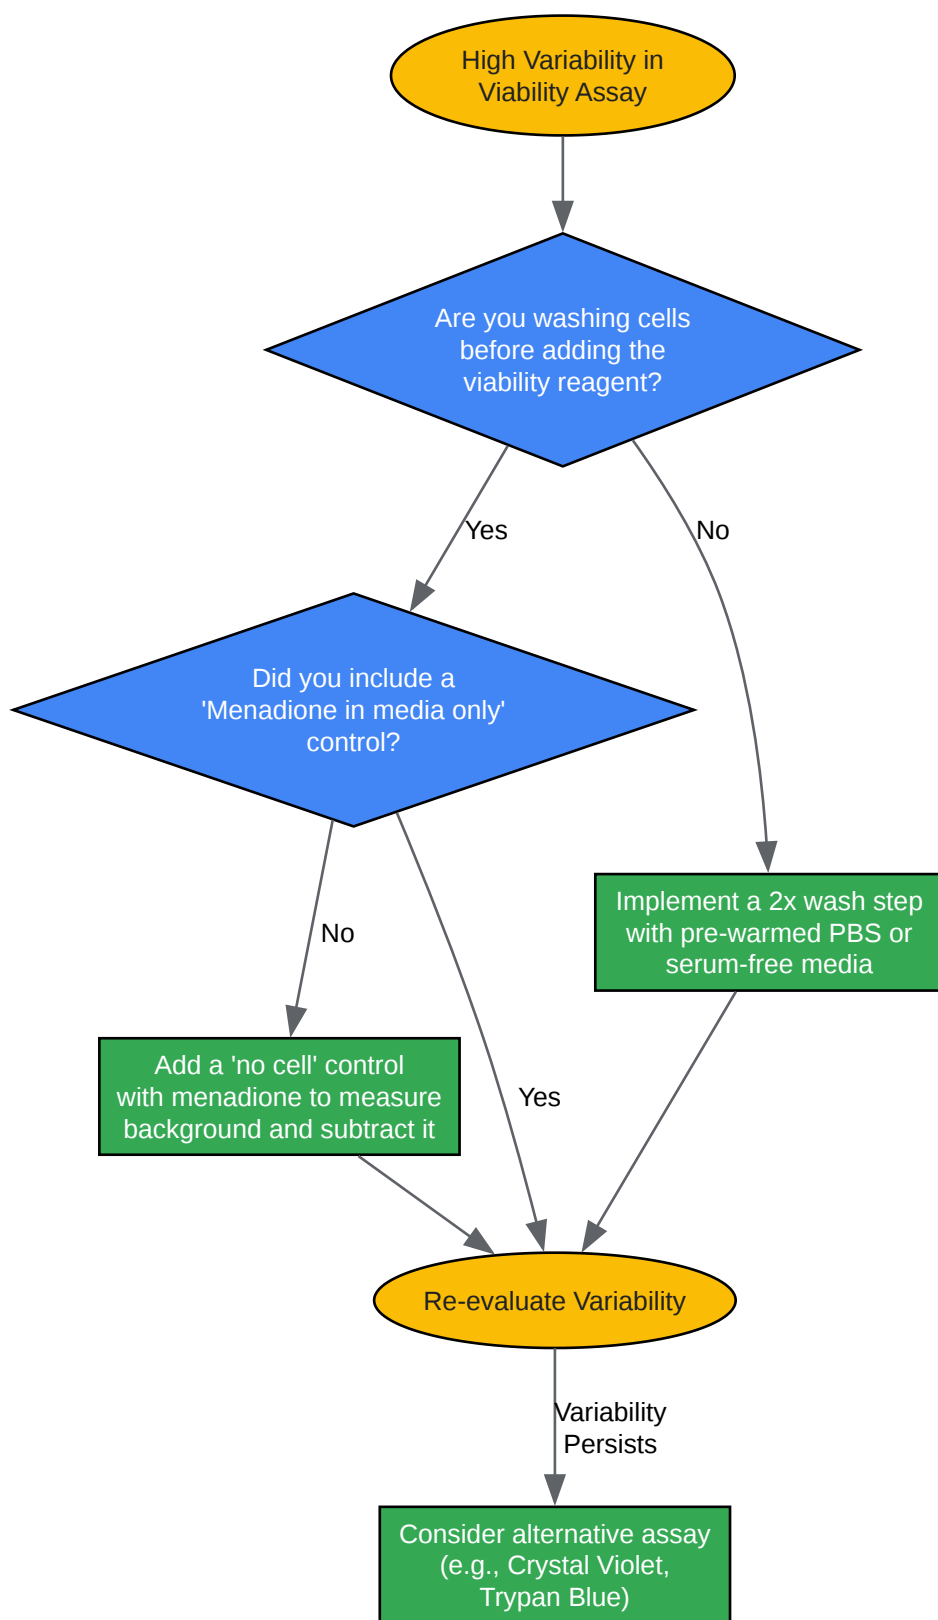 High Variability in
Viability Assay
Are you washing cells
before adding the
viability reagent?
Yes
No
Did you include a
'Menadione in media only'
control?
Implement a 2x wash step
with pre-warmed PBS or
serum-free media
No
Add a 'no cell' control
with menadione to measure
background and subtract it
Yes
Re-evaluate Variability
Variability
Persists
Consider alternative assay
(e.g., Crystal Violet,
Trypan Blue)